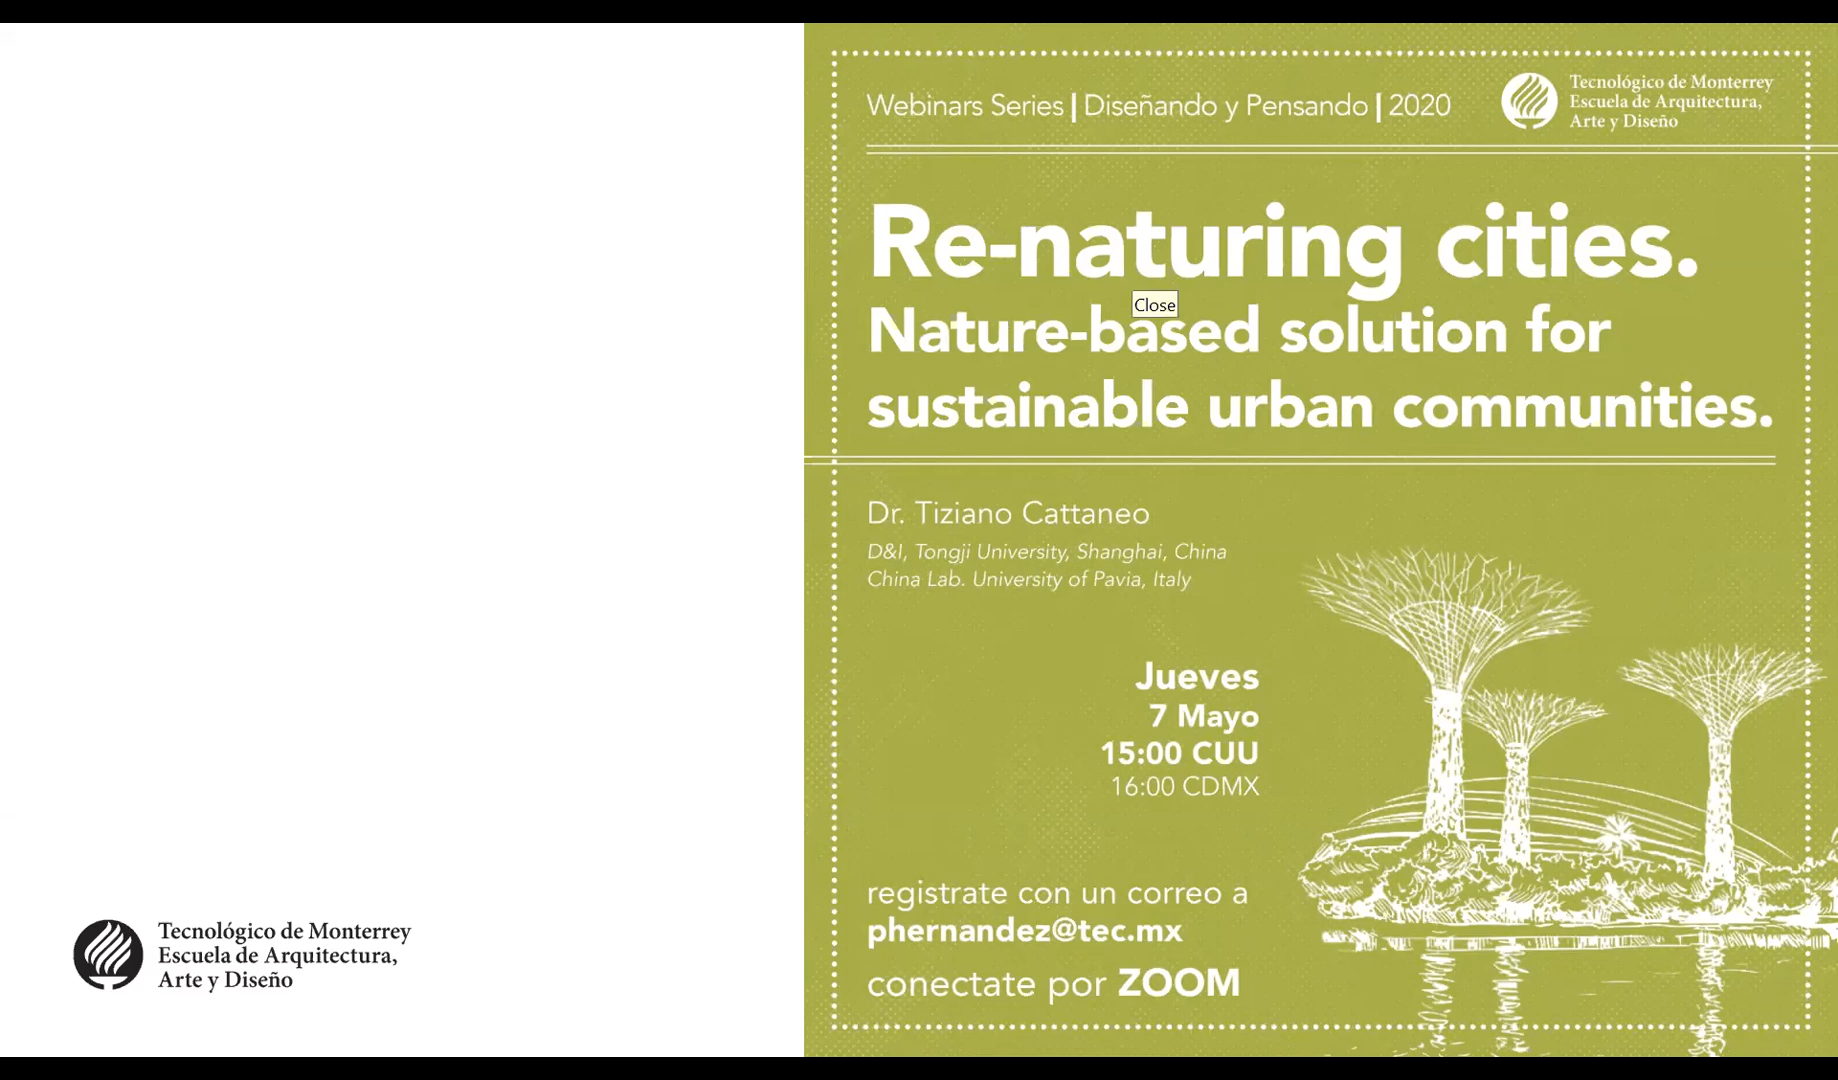 Webinars Series | Diseñando y Pensando | 2020
Tecnológico de Monterrey
Escuela de Arquitectura,
Arte y Diseño
Re-naturing cities.
Close
Nature-based solution for
sustainable urban communities.
Dr. Tiziano Cattaneo
D&I, Tongji University, Shanghai, China
China Lab. University of Pavia, Italy
Jueves
7 Mayo
15:00 CUU
16:00 CDMX
registrate con un correo a
phernandez@tec.mx
conectate por ZOOM
Tecnológico de Monterrey
Escuela de Arquitectura,
Arte y Diseño